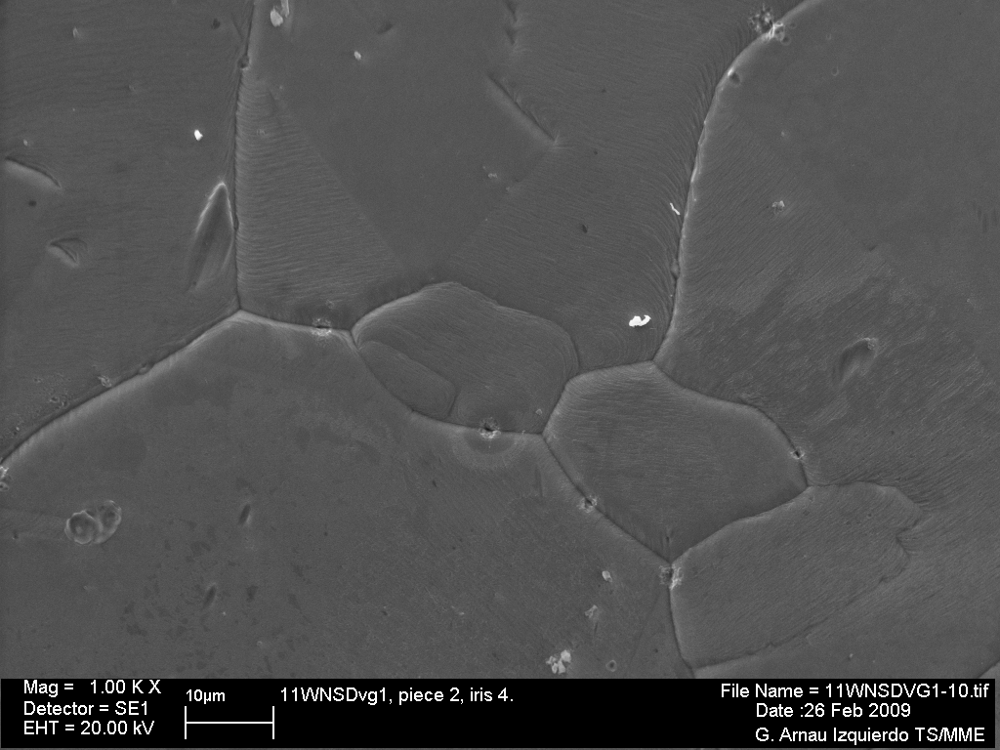 Mag = 1.00 K X
Detector = SE1
EHT = 20.00 kV
10µm
11WNSDvg1, piece 2, iris 4.
File Name = 11WNSDVG1-10.tif
Date :26 Feb 2009
G. Arnau Izquierdo TS/MME